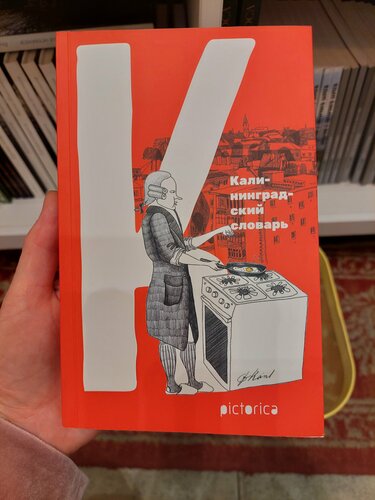 К
Кали-
нинград-
ский
словарь
pictorica